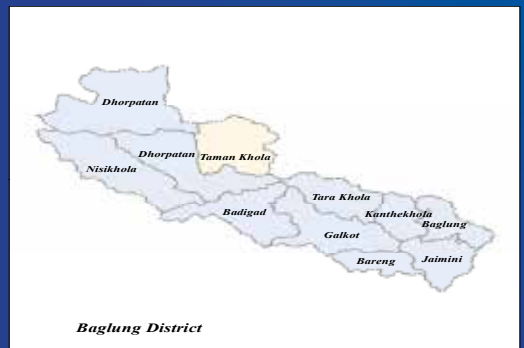 Dhorpatan
Dhorpatan
Taman Khola
Nisikhola
Tara Khola
Kanthekhola
Badigad
Baglung
Galkot
Bareng
Jaimini
Baglung District